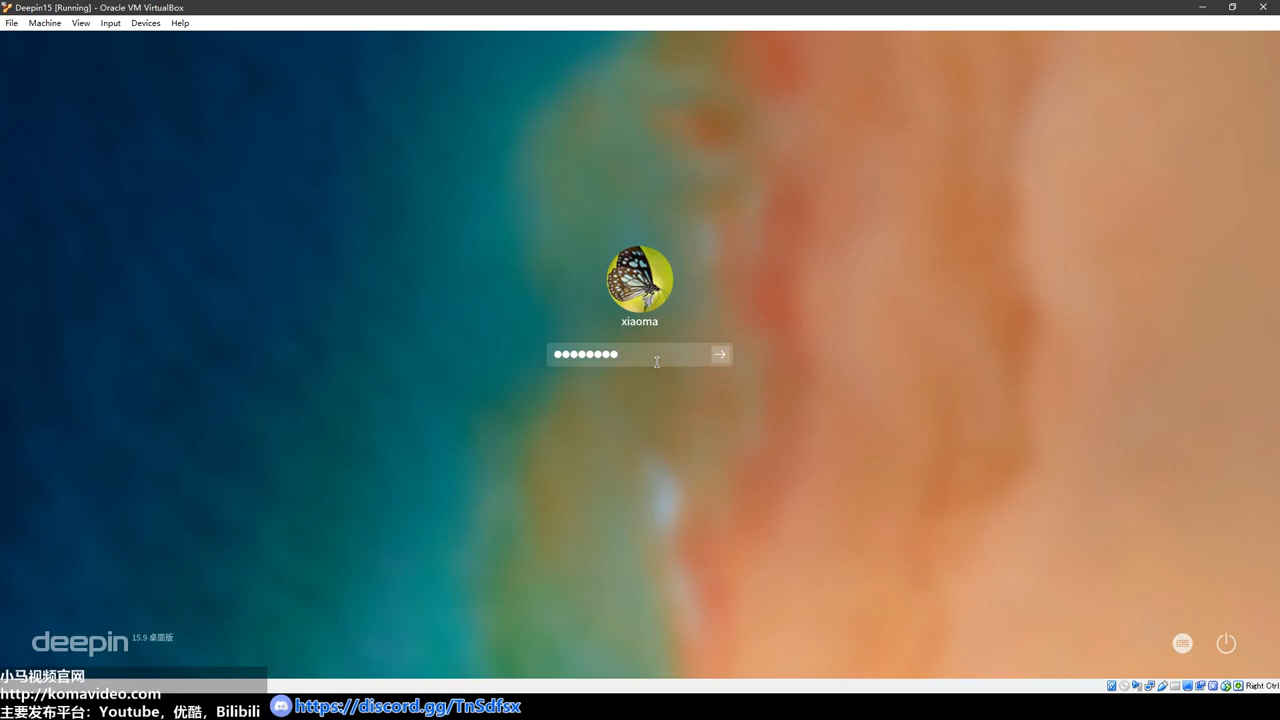 Deepin15 [Running] - Oracle VM VirtualBox
File Machine View Input Devices Help
xiaoma
●●●●●●●●
deepin 15.9 桌面版
小马视频官网
http://komavideo.com
主要发布平台：Youtube，优酷，Bilibili
https://discord.gg/TnSdfsx
Right Ctrl